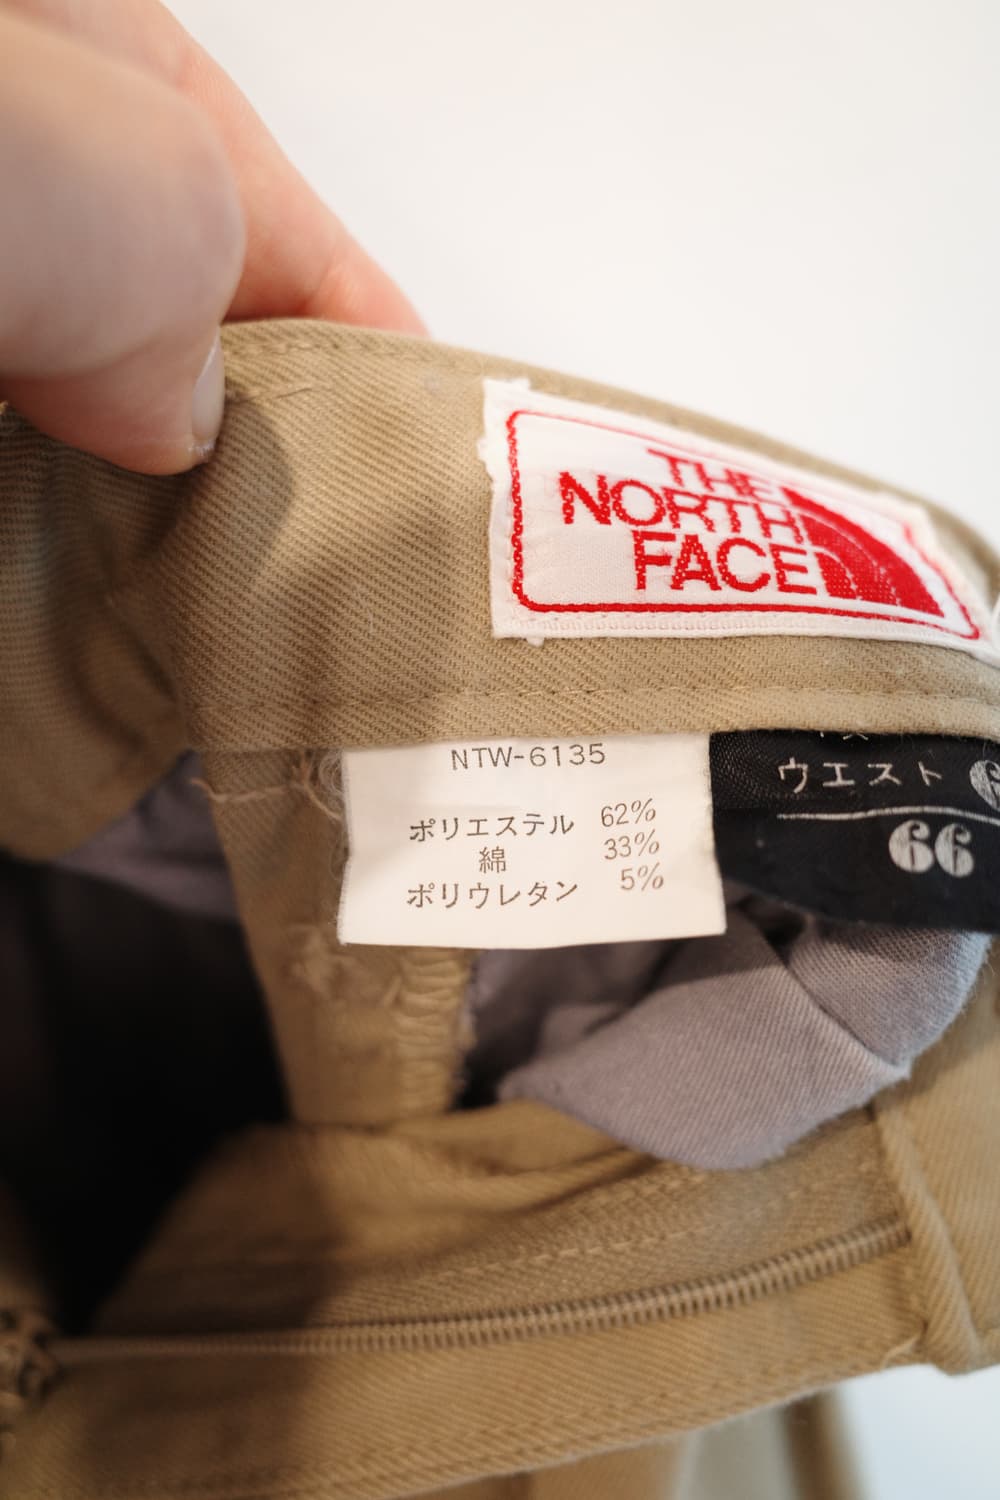 THE
NORTH
FACE
NTW-6135
ポリエステル 62%
綿 33%
ポリウレタン 5%
ウエスト
66